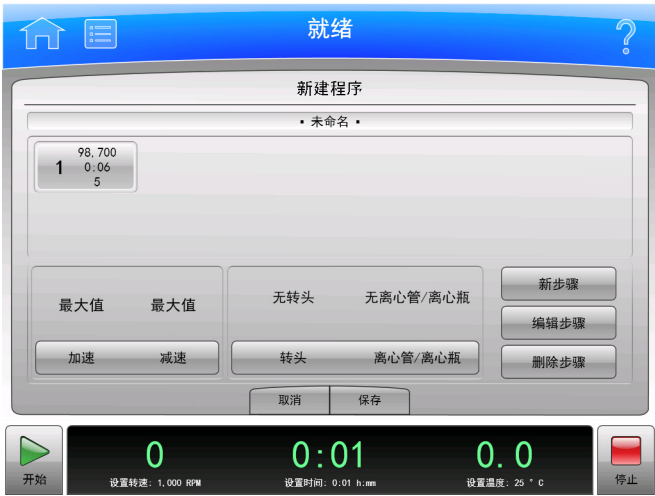 就绪
新建程序
▪ 未命名 ▪
1
98,700
0:06
5
最大值 最大值
无转头 无离心管/离心瓶
新步骤
编辑步骤
加速 减速
转头 离心管/离心瓶
删除步骤
取消 保存
开始
0
设置转速: 1,000 RPM
0:01
设置时间: 0:01 h:mm
0.0
设置温度: 25 °C
停止